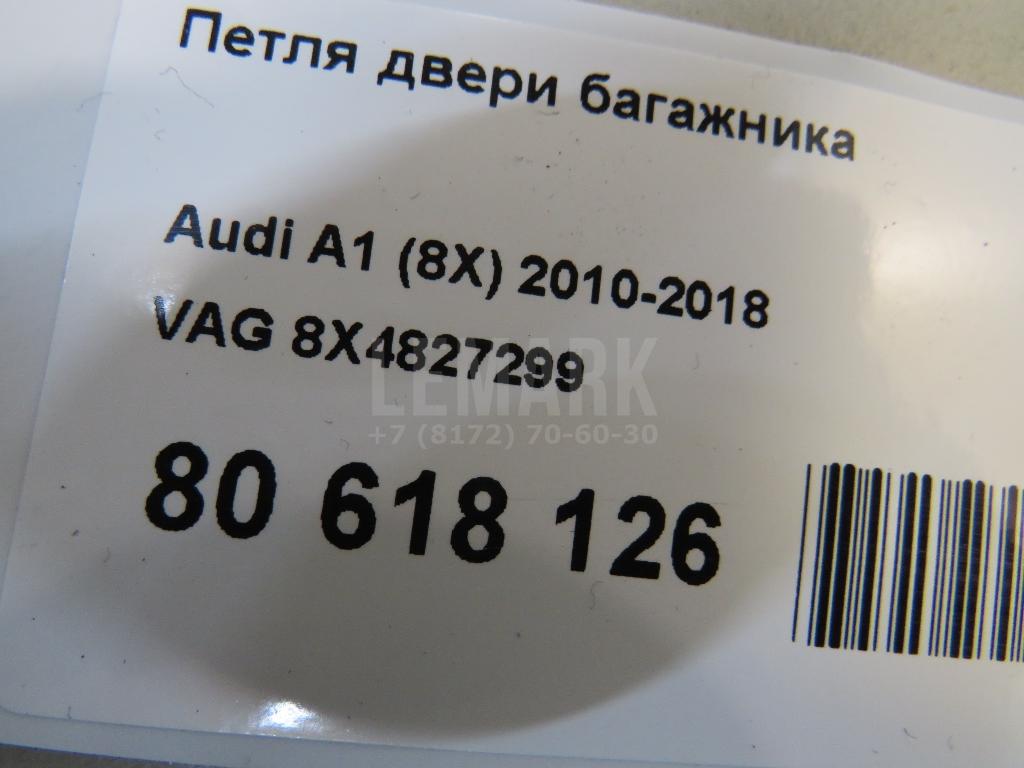 Петля двери багажника
Audi A1 (8X) 2010-2018
VAG 8X4827299
LEMARK
+7 (8172) 70-60-30
80 618 126